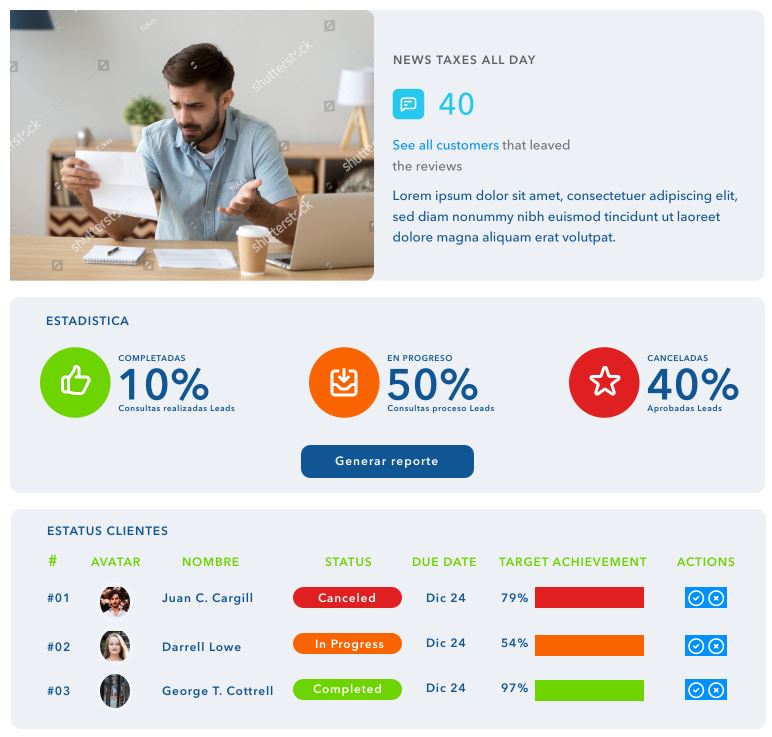 NEWS TAXES ALL DAY
40
See all customers that leaved
the reviews
Lorem ipsum dolor sit amet, consectetuer adipiscing elit,
sed diam nonummy nibh euismod tincidunt ut laoreet
dolore magna aliquam erat volutpat.
shutterstock
shutterstock
shutterstock
ESTADISTICA
COMPLETADAS
10%
Consultas realizadas Leads
EN PROGRESO
50%
Consultas proceso Leads
CANCELADAS
40%
Aprobadas Leads
Generar reporte
ESTATUS CLIENTES
# AVATAR NOMBRE STATUS DUE DATE TARGET ACHIEVEMENT ACTIONS
#01 Juan C. Cargill Canceled Dic 24 79%
#02 Darrell Lowe In Progress Dic 24 54%
#03 George T. Cottrell Completed Dic 24 97%